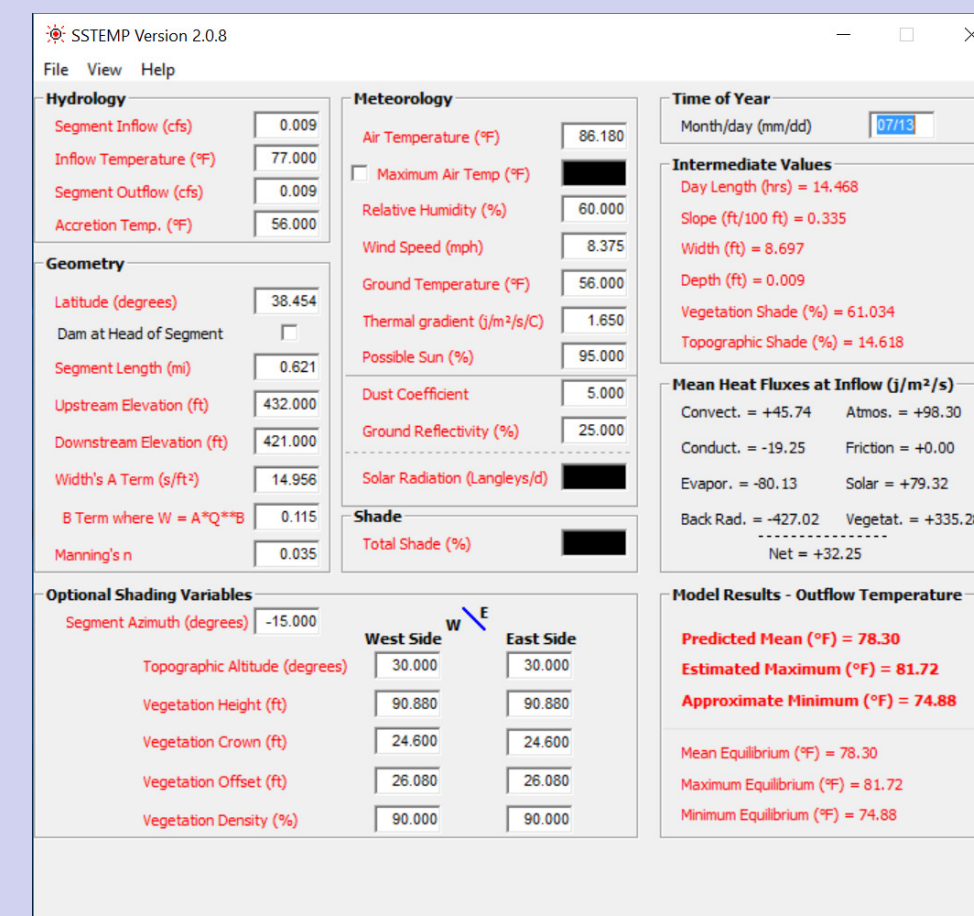 SSTEMP Version 2.0.8
File View Help
Hydrology
Segment Inflow (cfs) 0.009
Inflow Temperature (°F) 77.000
Segment Outflow (cfs) 0.009
Accretion Temp. (°F) 56.000
Geometry
Latitude (degrees) 38.454
Dam at Head of Segment
Segment Length (mi) 0.621
Upstream Elevation (ft) 432.000
Downstream Elevation (ft) 421.000
Width's A Term (s/ft²) 14.956
B Term where W = A*Q**B 0.115
Manning's n 0.035
Meteorology
Air Temperature (°F) 86.180
Maximum Air Temp (°F)
Relative Humidity (%) 60.000
Wind Speed (mph) 8.375
Ground Temperature (°F) 56.000
Thermal gradient (j/m²/s/C) 1.650
Possible Sun (%) 95.000
Dust Coefficient 5.000
Ground Reflectivity (%) 25.000
Solar Radiation (Langleys/d)
Shade
Total Shade (%)
Time of Year
Month/day (mm/dd) 07/13
Intermediate Values
Day Length (hrs) = 14.468
Slope (ft/100 ft) = 0.335
Width (ft) = 8.697
Depth (ft) = 0.009
Vegetation Shade (%) = 61.034
Topographic Shade (%) = 14.618
Mean Heat Fluxes at Inflow (j/m²/s)
Convect. = +45.74 Atmos. = +98.30
Conduct. = -19.25 Friction = +0.00
Evapor. = -80.13 Solar = +79.32
Back Rad. = -427.02 Vegetat. = +335.28
Net = +32.25
Optional Shading Variables
Segment Azimuth (degrees) -15.000
W E
West Side East Side
Topographic Altitude (degrees) 30.000 30.000
Vegetation Height (ft) 90.880 90.880
Vegetation Crown (ft) 24.600 24.600
Vegetation Offset (ft) 26.080 26.080
Vegetation Density (%) 90.000 90.000
Model Results - Outflow Temperature
Predicted Mean (°F) = 78.30
Estimated Maximum (°F) = 81.72
Approximate Minimum (°F) = 74.88
Mean Equilibrium (°F) = 78.30
Maximum Equilibrium (°F) = 81.72
Minimum Equilibrium (°F) = 74.88